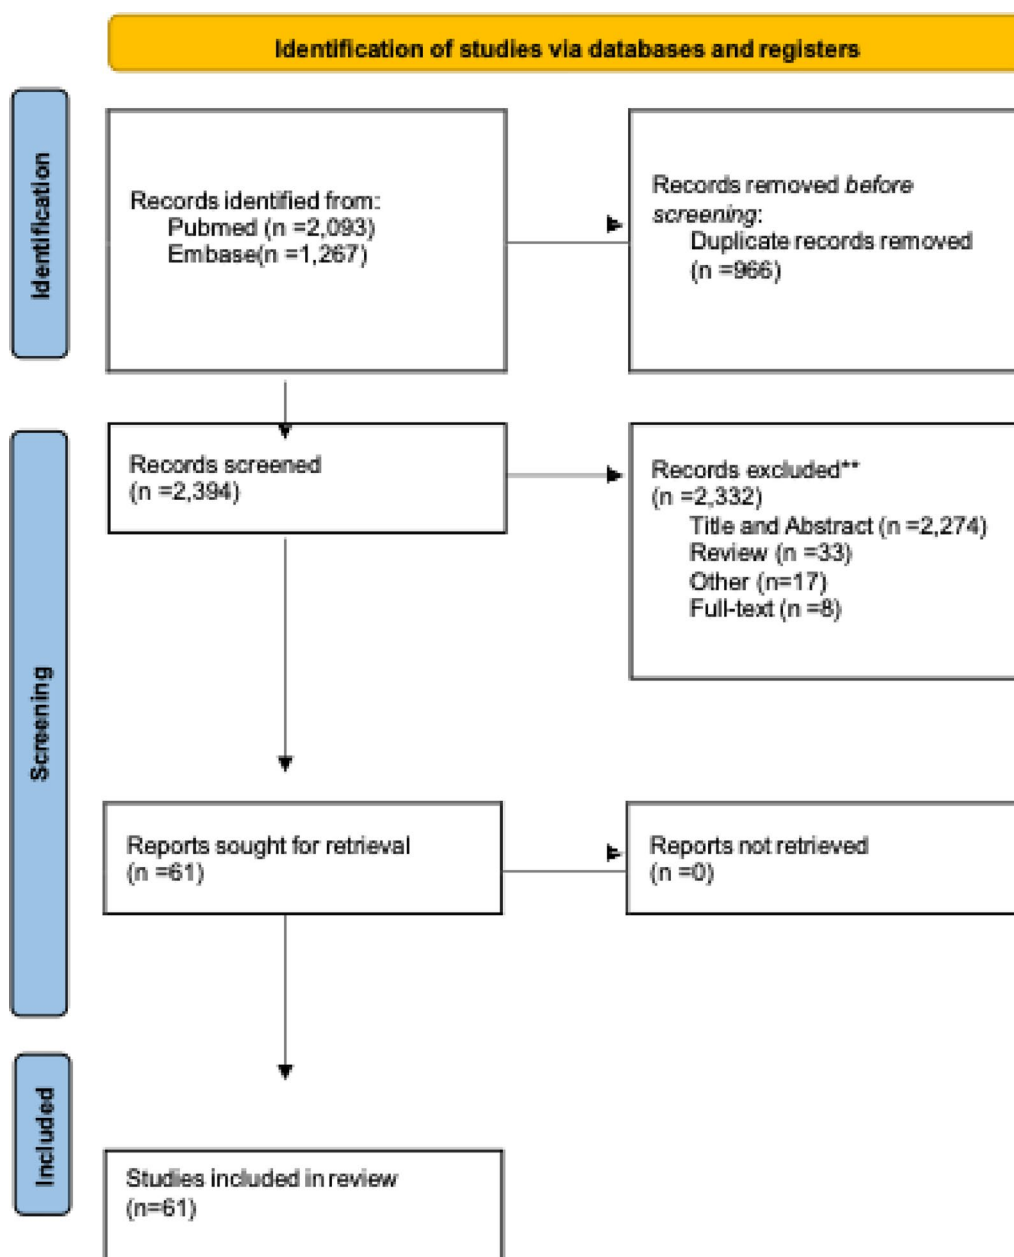 Identification of studies via databases and registers
Identification
Records identified from:
Pubmed (n =2,093)
Embase(n =1,267)
Records removed before
screening:
Duplicate records removed
(n =966)
Screening
Records screened
(n =2,394)
Records excluded**
(n =2,332)
Title and Abstract (n =2,274)
Review (n =33)
Other (n=17)
Full-text (n =8)
Reports sought for retrieval
(n =61)
Reports not retrieved
(n =0)
Included
Studies included in review
(n=61)